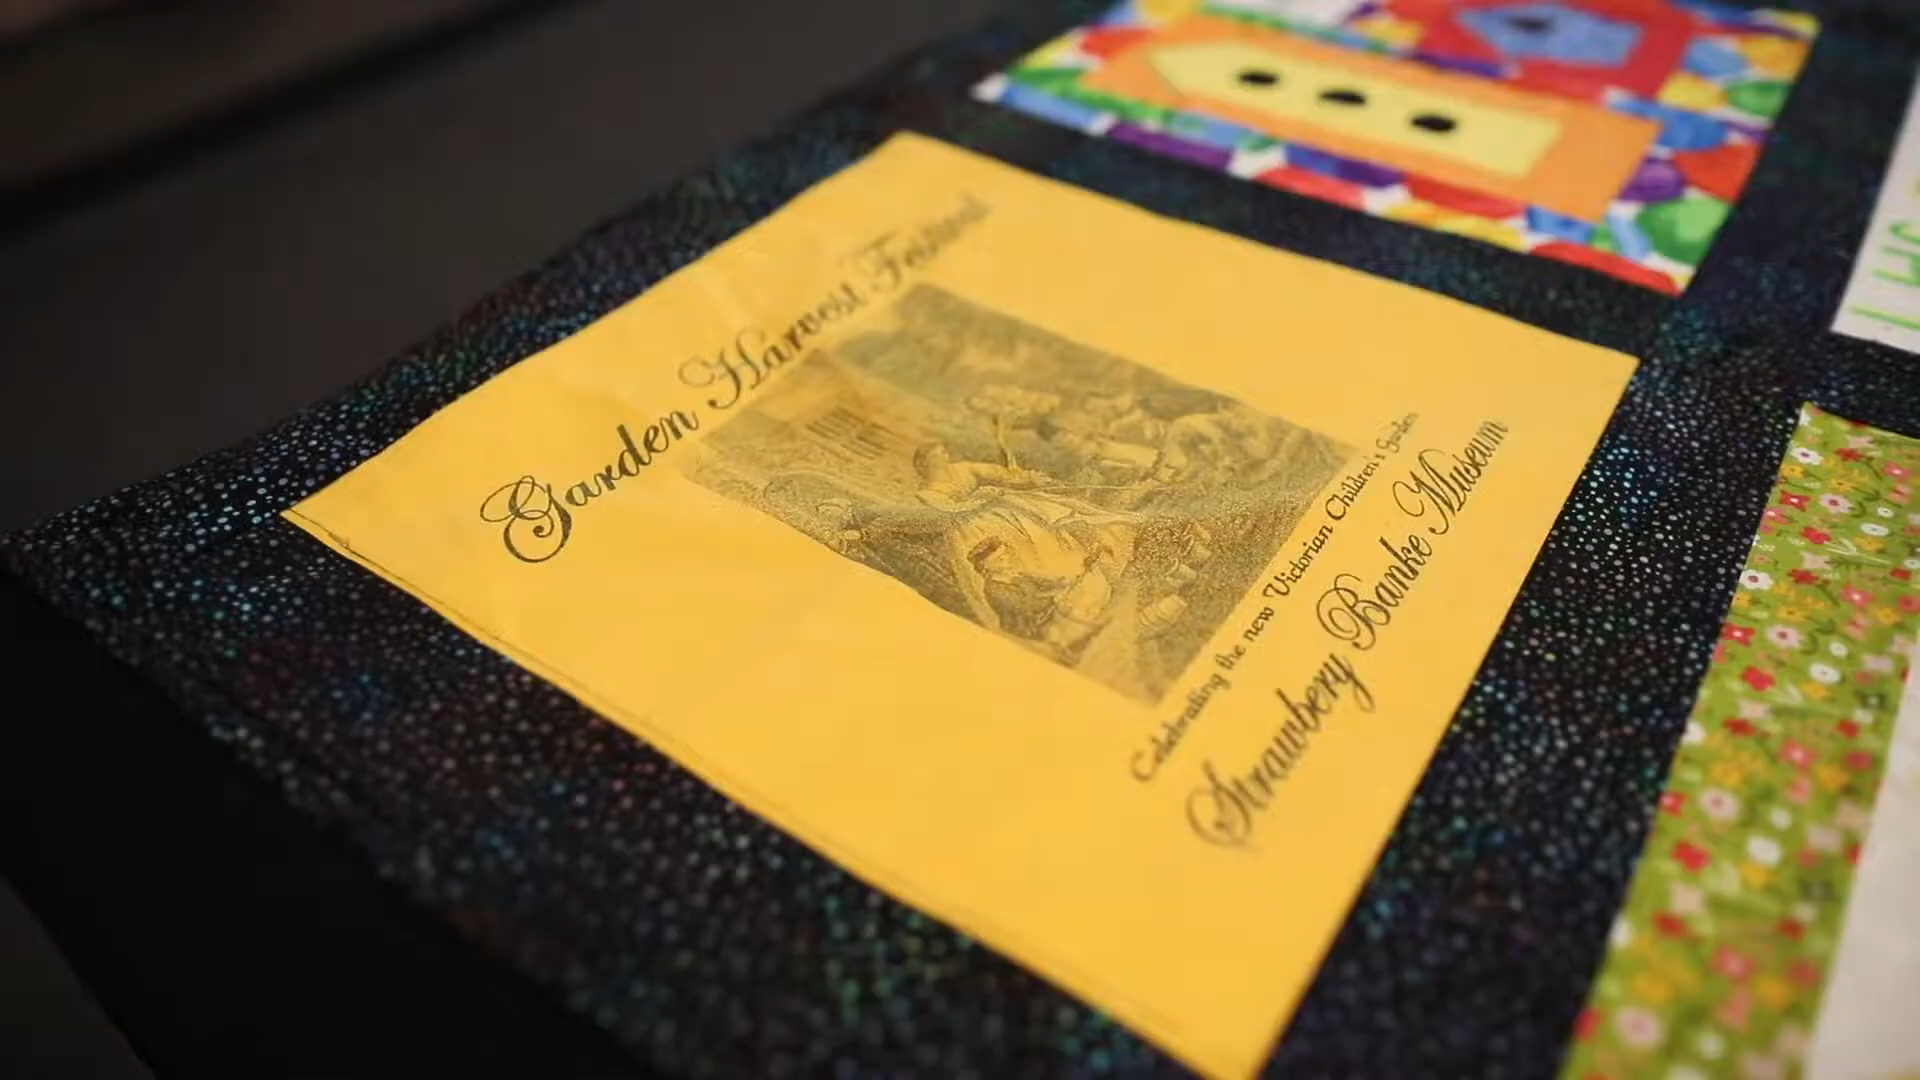 Garden Harvest Festival
Celebrating the new Victorian Children's Garden
Strawbery Banke Museum